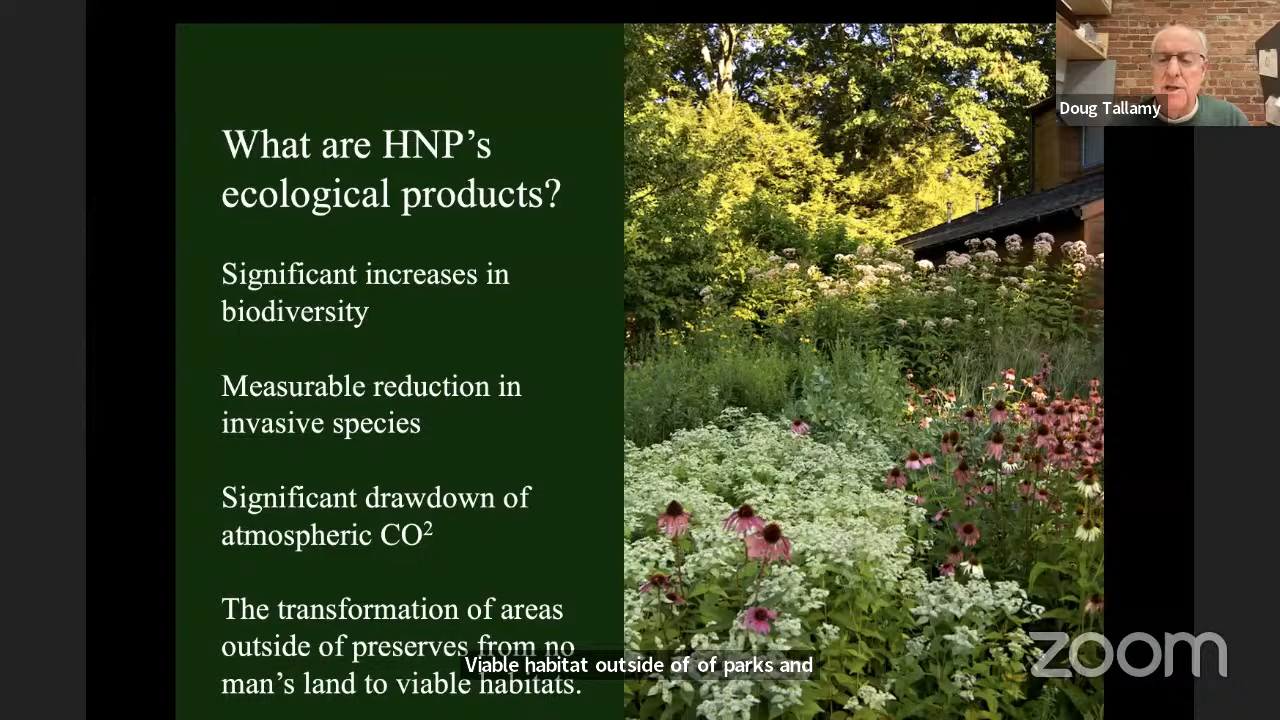 What are HNP's
ecological products?
Significant increases in
biodiversity
Measurable reduction in
invasive species
Significant drawdown of
atmospheric CO²
The transformation of areas
outside of preserves from no
man's land to viable habitats.
Viable habitat outside of of parks and
Doug Tallamy
zoom